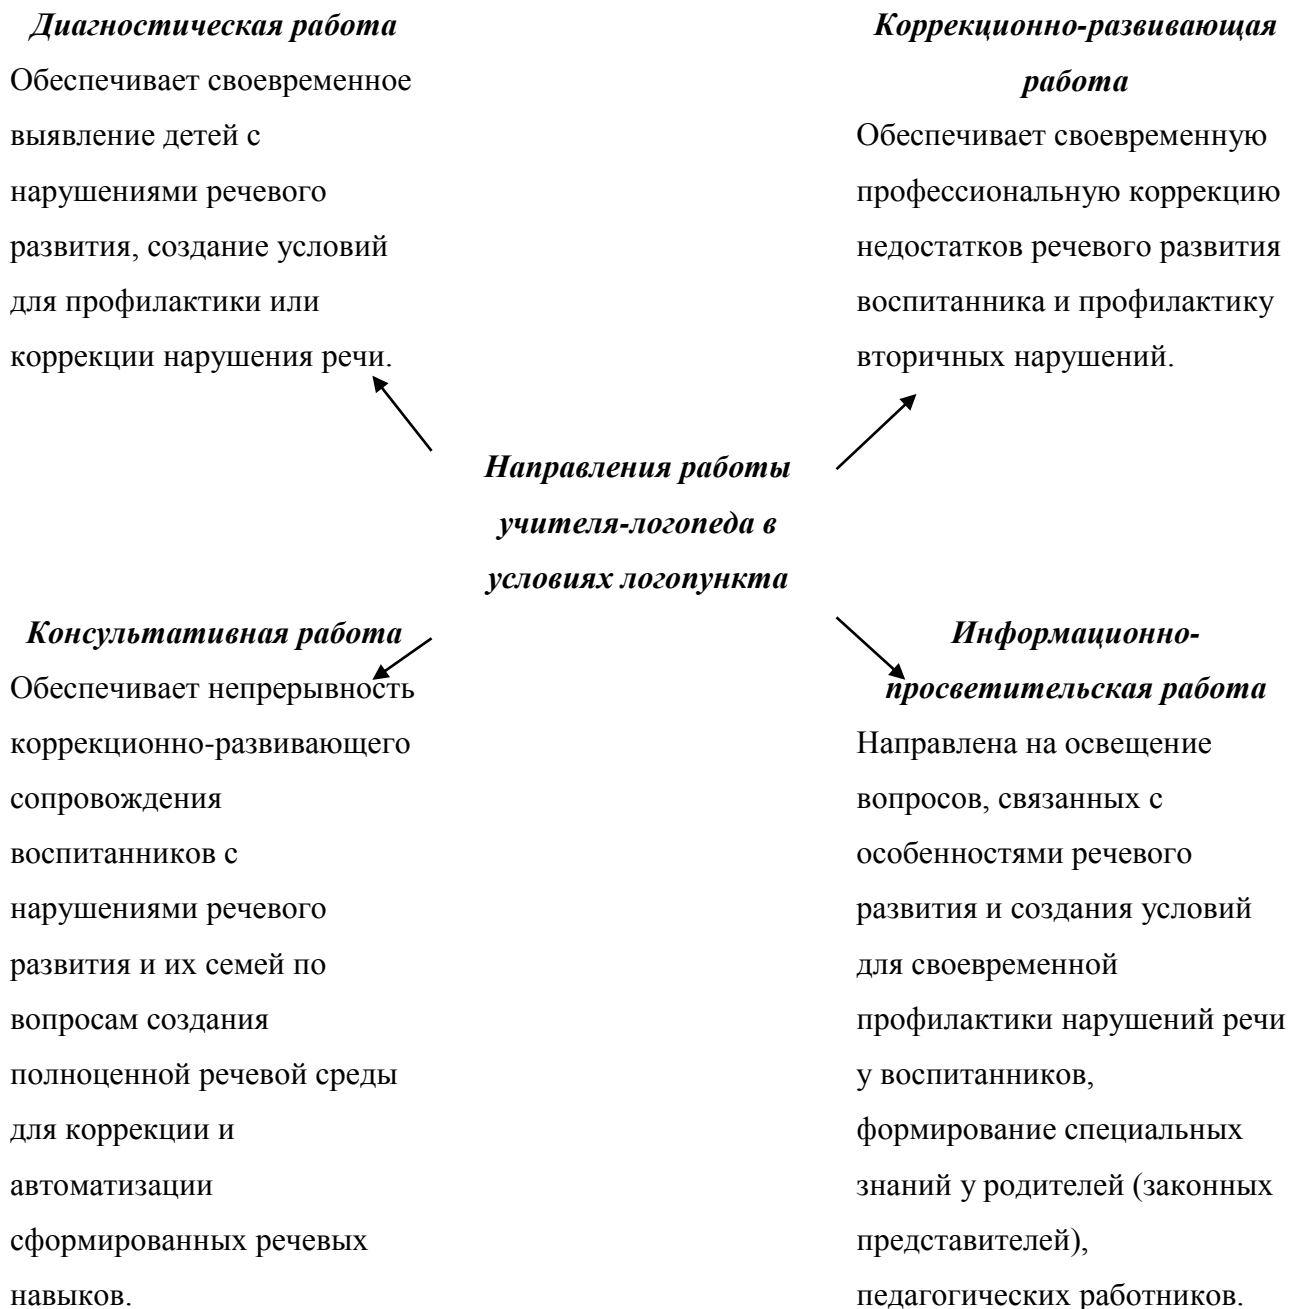 Диагностическая работа
Обеспечивает своевременное
выявление детей с
нарушениями речевого
развития, создание условий
для профилактики или
коррекции нарушения речи.
Коррекционно-развивающая
работа
Обеспечивает своевременную
профессиональную коррекцию
недостатков речевого развития
воспитанника и профилактику
вторичных нарушений.
Направления работы
учителя-логопеда в
условиях логопункта
Консультативная работа
Обеспечивает непрерывность
коррекционно-развивающего
сопровождения
воспитанников с
нарушениями речевого
развития и их семей по
вопросам создания
полноценной речевой среды
для коррекции и
автоматизации
сформированных речевых
навыков.
Информационно-
просветительская работа
Направлена на освещение
вопросов, связанных с
особенностями речевого
развития и создания условий
для своевременной
профилактики нарушений речи
у воспитанников,
формирование специальных
знаний у родителей (законных
представителей),
педагогических работников.